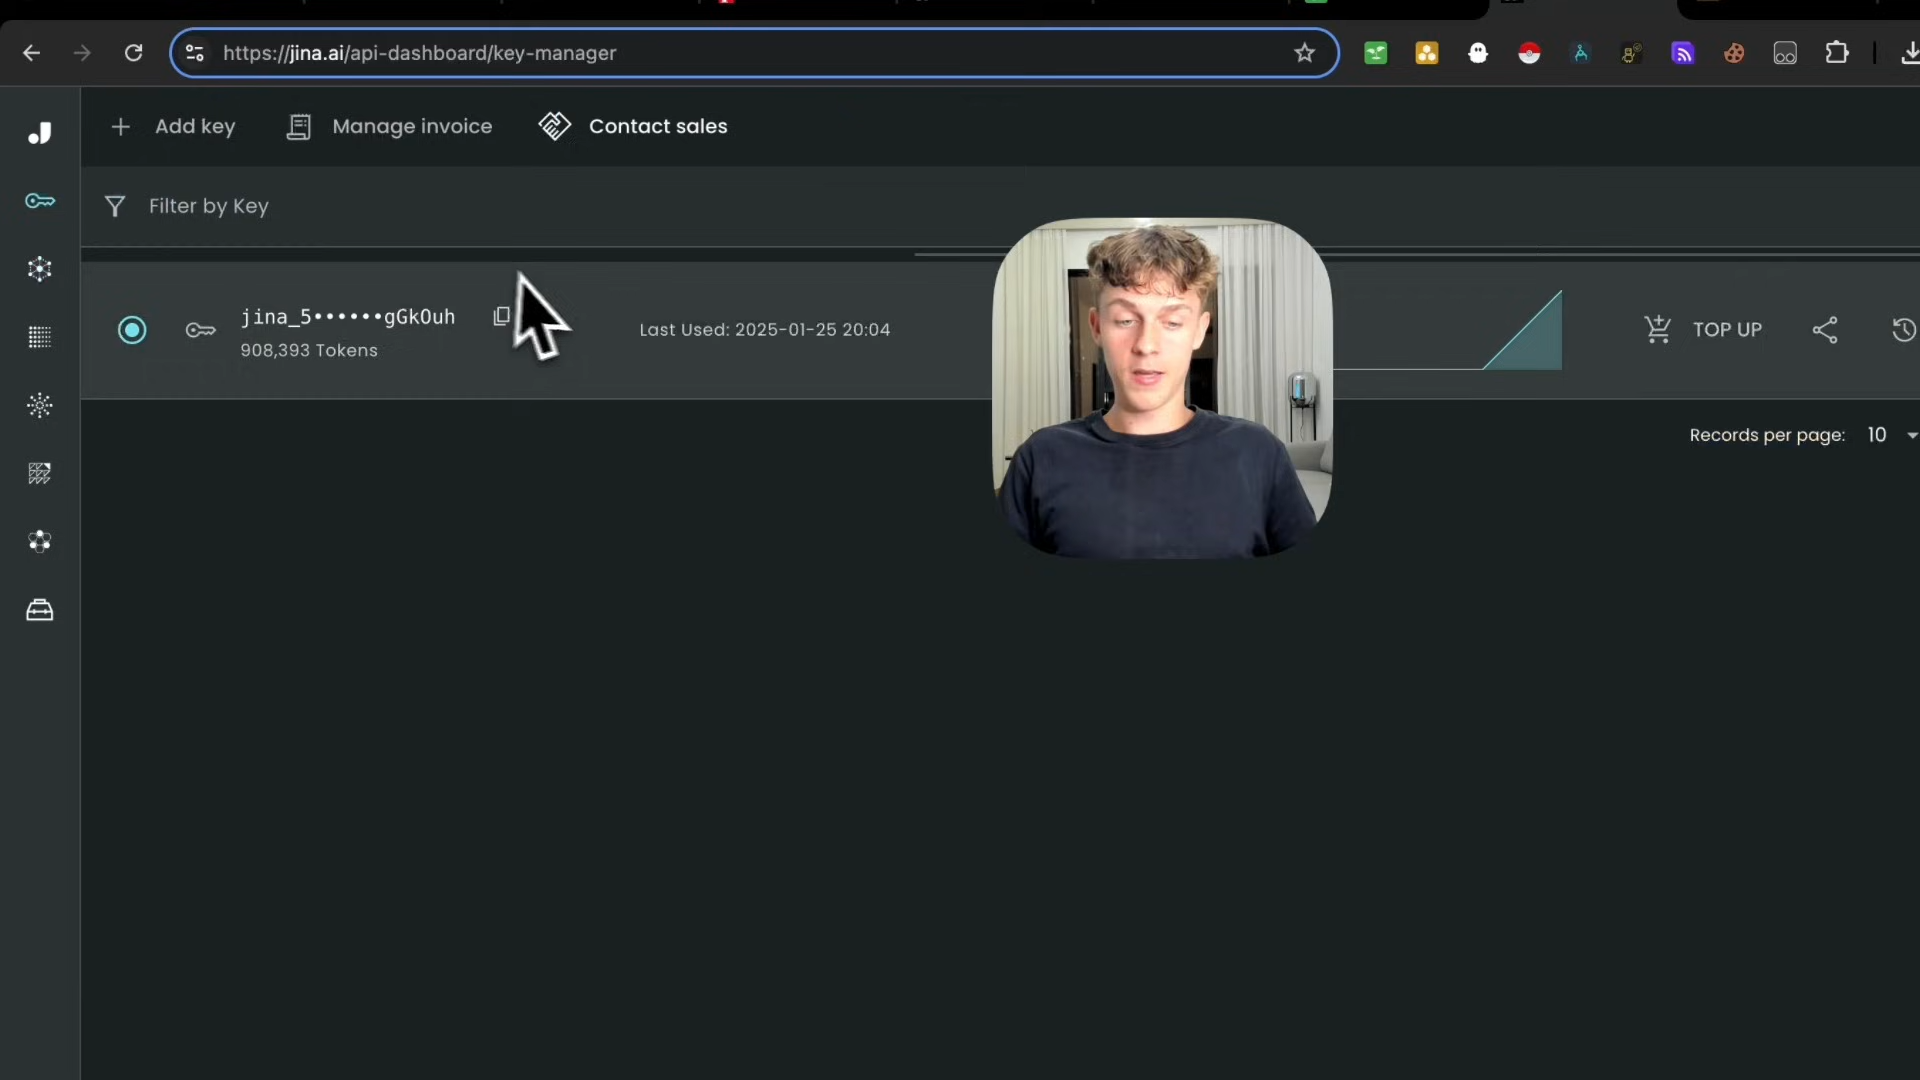 https://jina.ai/api-dashboard/key-manager
Add key
Manage invoice
Contact sales
Filter by Key
jina_5••••••gGkOuh
908,393 Tokens
Last Used: 2025-01-25 20:04
TOP UP
Records per page: 10